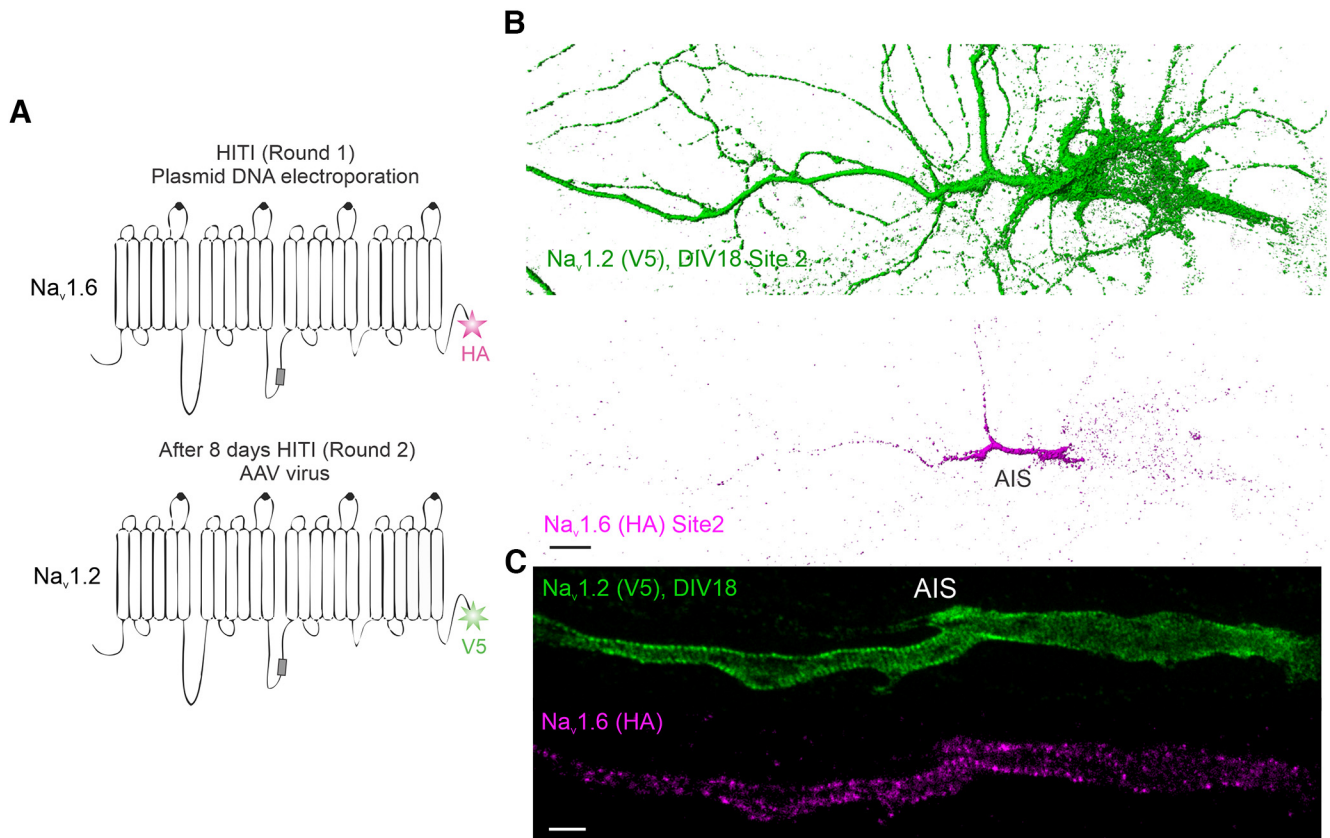 A
HITI (Round 1)
Plasmid DNA electroporation
Nav1.6
HA
After 8 days HITI (Round 2)
AAV virus
Nav1.2
V5
B
Nav1.2 (V5), DIV18 Site 2
AIS
Nav1.6 (HA) Site2
C
Nav1.2 (V5), DIV18
AIS
Nav1.6 (HA)